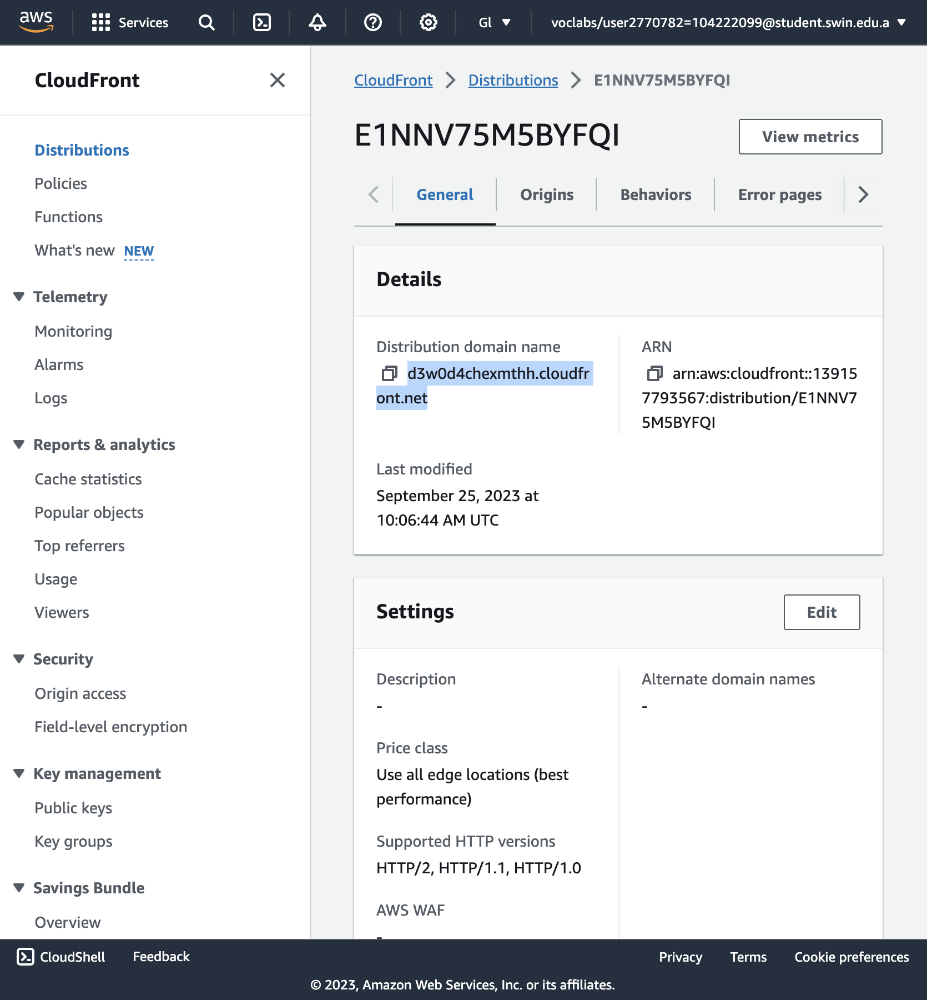 aws
Services
Gl
voclabs/user2770782=104222099@student.swin.edu.a
CloudFront
Distributions
Policies
Functions
What's new NEW
Telemetry
Monitoring
Alarms
Logs
Reports & analytics
Cache statistics
Popular objects
Top referrers
Usage
Viewers
Security
Origin access
Field-level encryption
Key management
Public keys
Key groups
Savings Bundle
Overview
CloudFront
Distributions
E1NNV75M5BYFQI
E1NNV75M5BYFQI
View metrics
General
Origins
Behaviors
Error pages
Details
Distribution domain name
d3w0d4chexmthh.cloudfr
ont.net
ARN
arn:aws:cloudfront::13915
7793567:distribution/E1NNV7
5M5BYFQI
Last modified
September 25, 2023 at
10:06:44 AM UTC
Settings
Edit
Description
-
Alternate domain names
-
Price class
Use all edge locations (best
performance)
Supported HTTP versions
HTTP/2, HTTP/1.1, HTTP/1.0
AWS WAF
-
CloudShell
Feedback
Privacy
Terms
Cookie preferences
© 2023, Amazon Web Services, Inc. or its affiliates.